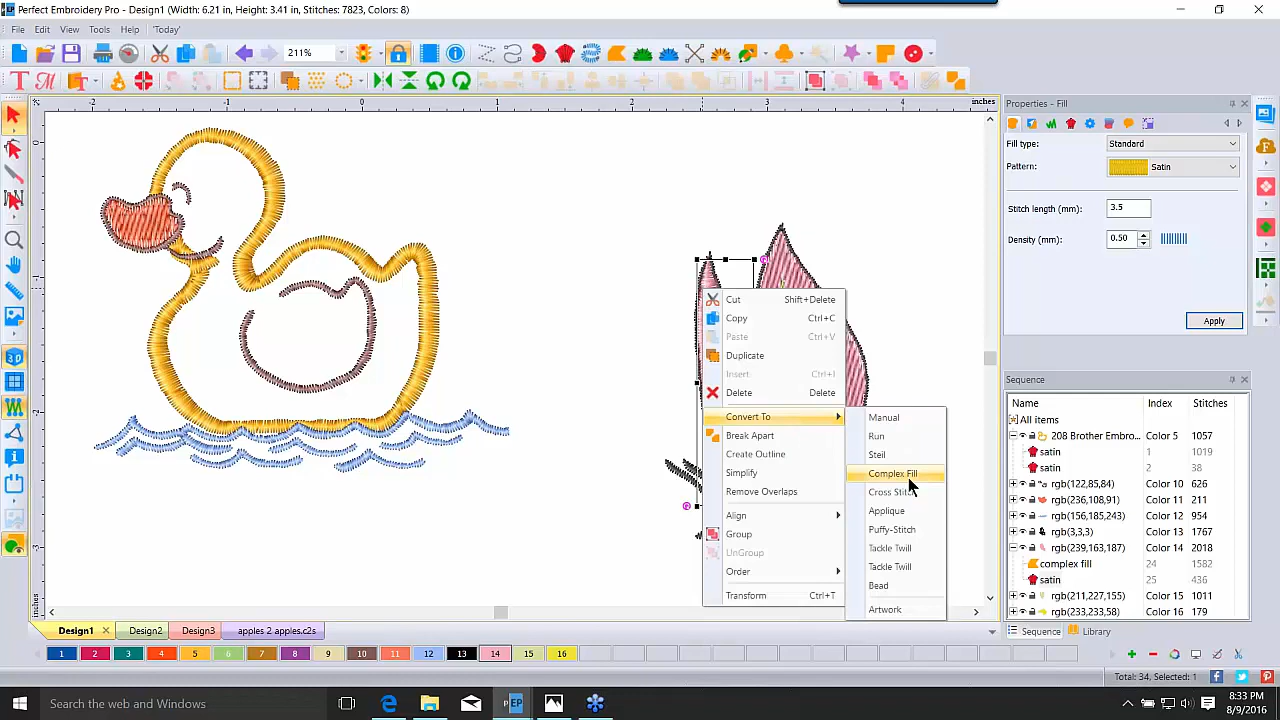 Perfect Embroidery Pro - Design1 (Width: 6.21 in, Height: 3.41 in, Stitches: 7823, Colors: 8)
File Edit View Tools Help 'Today'
211%
-2 -1 0 2 3 4 inches
Properties - Fill
Fill type: Standard
Pattern: Satin
Stitch length (mm): 3.5
Density (mm): 0.50
Apply
Cut Shift+Delete
Copy Ctrl+C
Paste Ctrl+V
Duplicate
Insert Ctrl+I
Delete Delete
Convert To
Break Apart
Create Outline
Simplify
Remove Overlaps
Align
Group
UnGroup
Order
Transform Ctrl+T
Manual
Run
Steil
Complex Fill
Cross Stit
Applique
Puffy-Stitch
Tackle Twill
Tackle Twill
Bead
Artwork
Sequence
Name Index Stitches
All items
208 Brother Embro... Color 5 1057
satin 1 1019
satin 2 38
rgb(122,85,84) Color 10 626
rgb(236,108,91) Color 11 211
rgb(156,185,243) Color 12 954
rgb(3,3,3) Color 13 1767
rgb(239,163,187) Color 14 2018
complex fill 24 1582
satin 25 436
rgb(211,227,155) Color 15 1011
rgb(233,233,58) Color 16 179
Sequence Library
inches
Design1 Design2 Design3 apples 2 apples.c2s
1 2 3 4 5 6 7 8 9 10 11 12 13 14 15 16
Total: 34, Selected: 1
Search the web and Windows
8:33 PM
8/9/2016